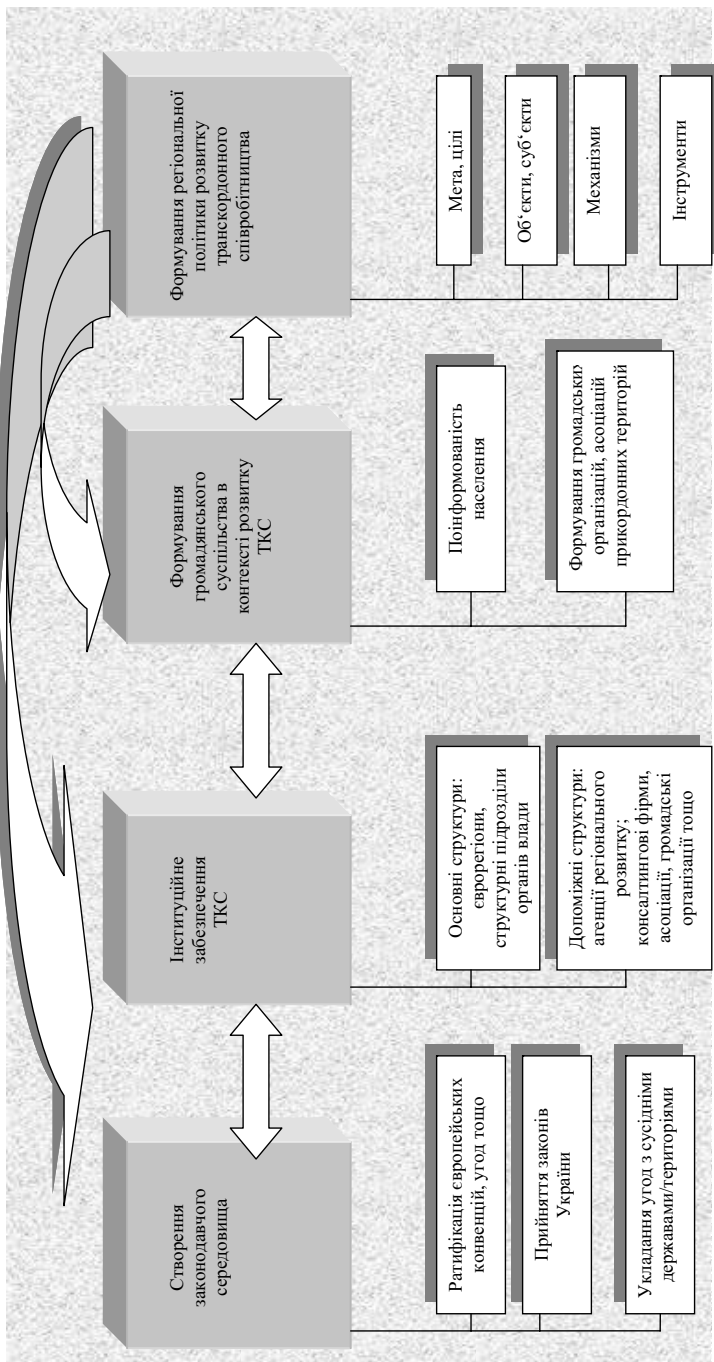 Створення
законодавчого
середовища
Інституційне
забезпечення
ТКС
Формування
громадянського
суспільства в
контексті розвитку
ТКС
Формування регіональної
політики розвитку
транскордонного
співробітництва
Ратифікація європейських
конвенцій, угод тощо
Прийняття законів
України
Укладання угод з сусідніми
державами/територіями
Основні структури:
єврорегіони,
структурні підрозділи
органів влади
Допоміжні структури:
агенції регіонального
розвитку;
консалтингові фірми,
асоціації, громадські
організації тощо
Поінформованість
населення
Формування громадських
організацій, асоціацій
прикордонних територій
Мета, цілі
Об‘єкти, суб‘єкти
Механізми
Інструменти